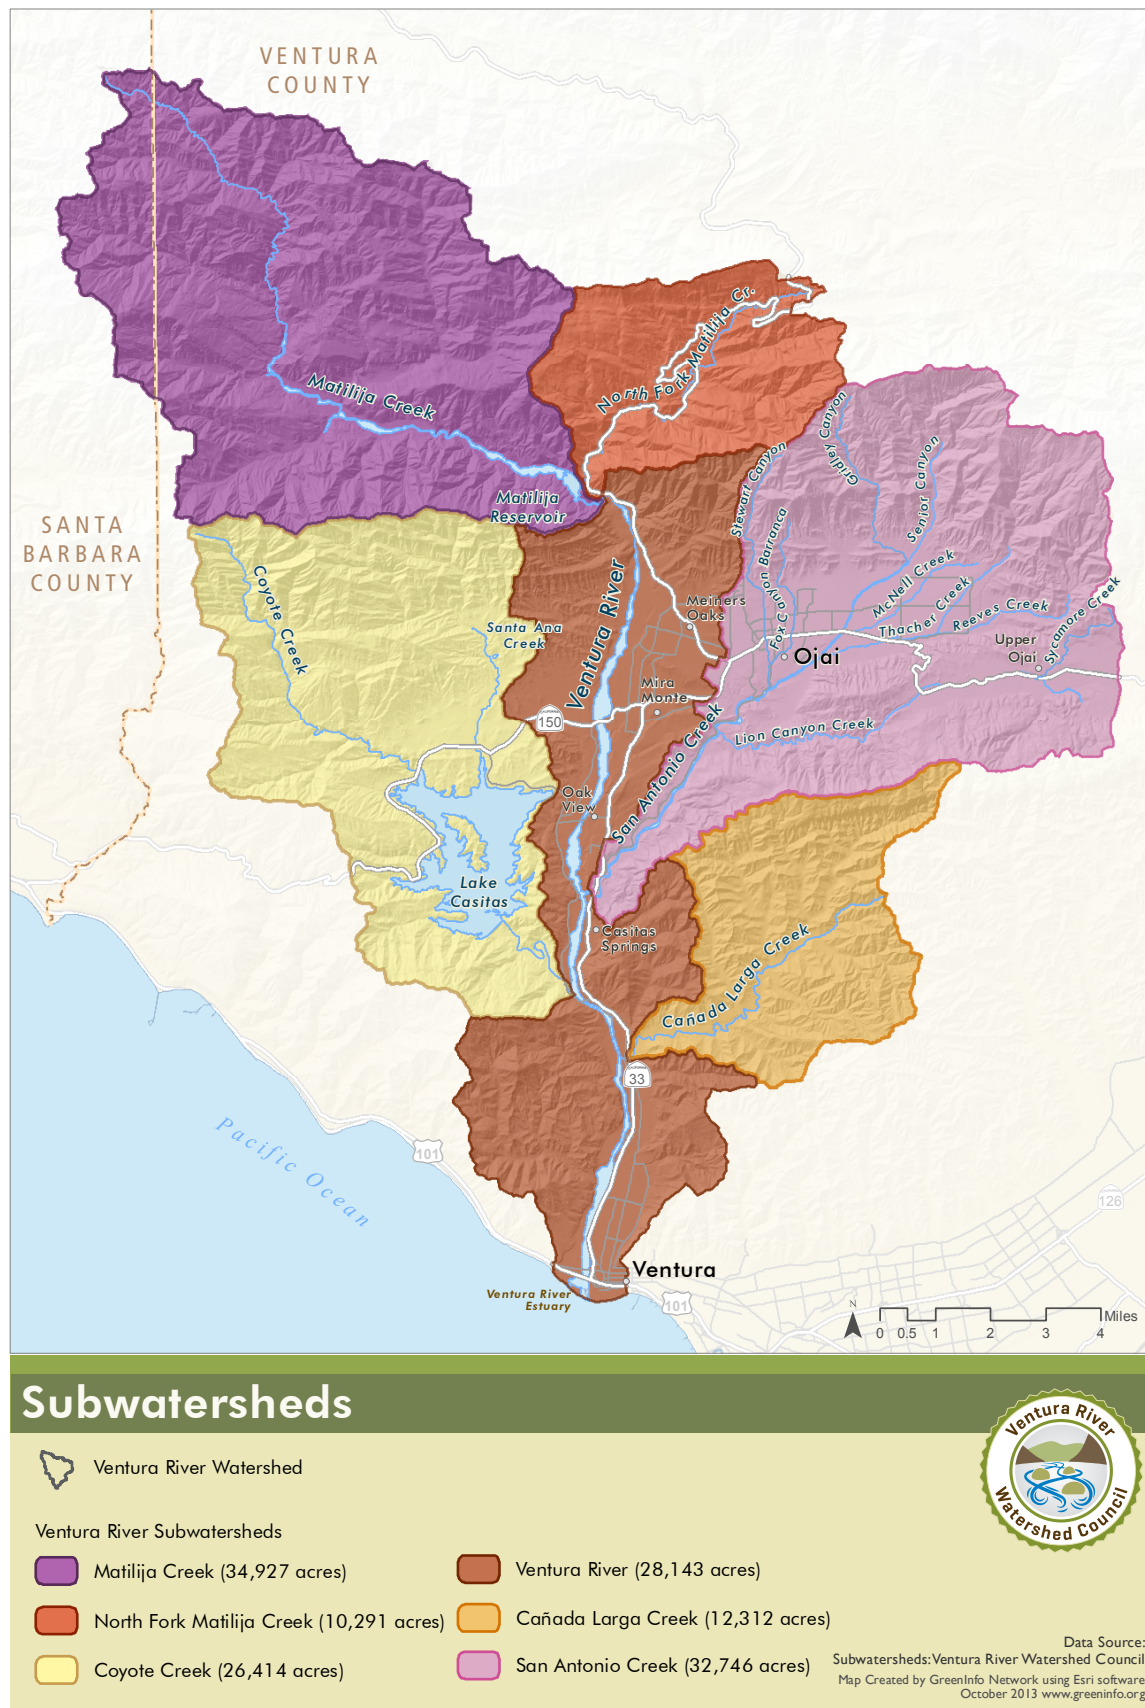 VENTURA
COUNTY
North Fork Matilija Cr.
Matilija Creek
Gridley Canyon
Stewart Canyon
Senior Canyon
Matilija
Reservoir
SANTA
BARBARA
COUNTY
Fox Canyon Barranca
Coyote Creek
Ventura River
McNell Creek
Thacher Creek
Reeves Creek
Sycamore Creek
Meiners
Oaks
Santa Ana
Creek
Upper
Ojai
Ojai
Mira
Monte
CALIFORNIA
150
San Antonio Creek
Lion Canyon Creek
Oak
View
Lake
Casitas
Casitas
Springs
Cañada Larga Creek
CALIFORNIA
33
Pacific Ocean
101
126
Ventura
Ventura River
Estuary
101
N
0 0.5 1 2 3 4 Miles
Subwatersheds
Ventura River
Watershed Council
Ventura River Watershed
Ventura River Subwatersheds
Matilija Creek (34,927 acres)
North Fork Matilija Creek (10,291 acres)
Coyote Creek (26,414 acres)
Ventura River (28,143 acres)
Cañada Larga Creek (12,312 acres)
San Antonio Creek (32,746 acres)
Data Source:
Subwatersheds: Ventura River Watershed Council
Map Created by GreenInfo Network using Esri software
October 2013 www.greeninfo.org